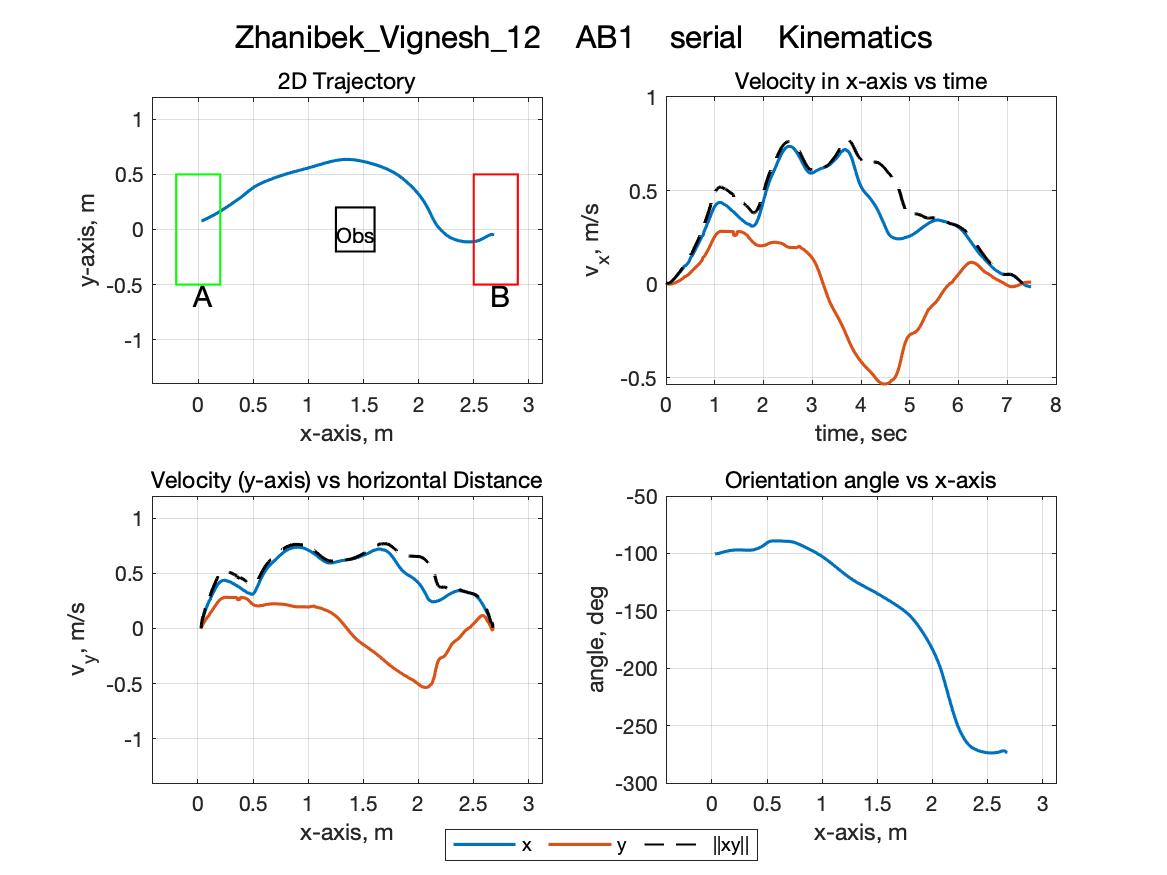 Zhanibek_Vignesh_12 AB1 serial Kinematics
2D Trajectory
1
0.5
0
-0.5
-1
y-axis, m
Obs
A
B
0 0.5 1 1.5 2 2.5 3
x-axis, m
Velocity in x-axis vs time
1
0.5
0
-0.5
v_x, m/s
0 1 2 3 4 5 6 7 8
time, sec
Velocity (y-axis) vs horizontal Distance
1
0.5
0
-0.5
-1
v_y, m/s
0 0.5 1 1.5 2 2.5 3
x-axis, m
Orientation angle vs x-axis
-50
-100
-150
-200
-250
-300
angle, deg
0 0.5 1 1.5 2 2.5 3
x-axis, m
x y ||xy||